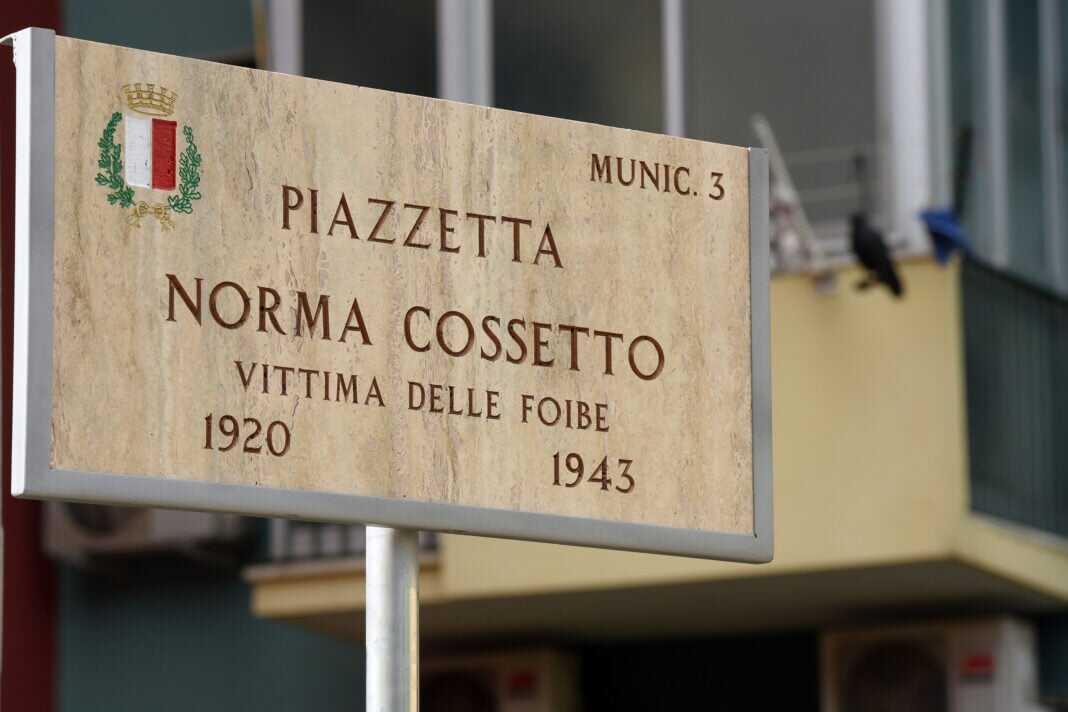 MUNIC. 3
PIAZZETTA
NORMA COSSETTO
VITTIMA DELLE FOIBE
1920 1943